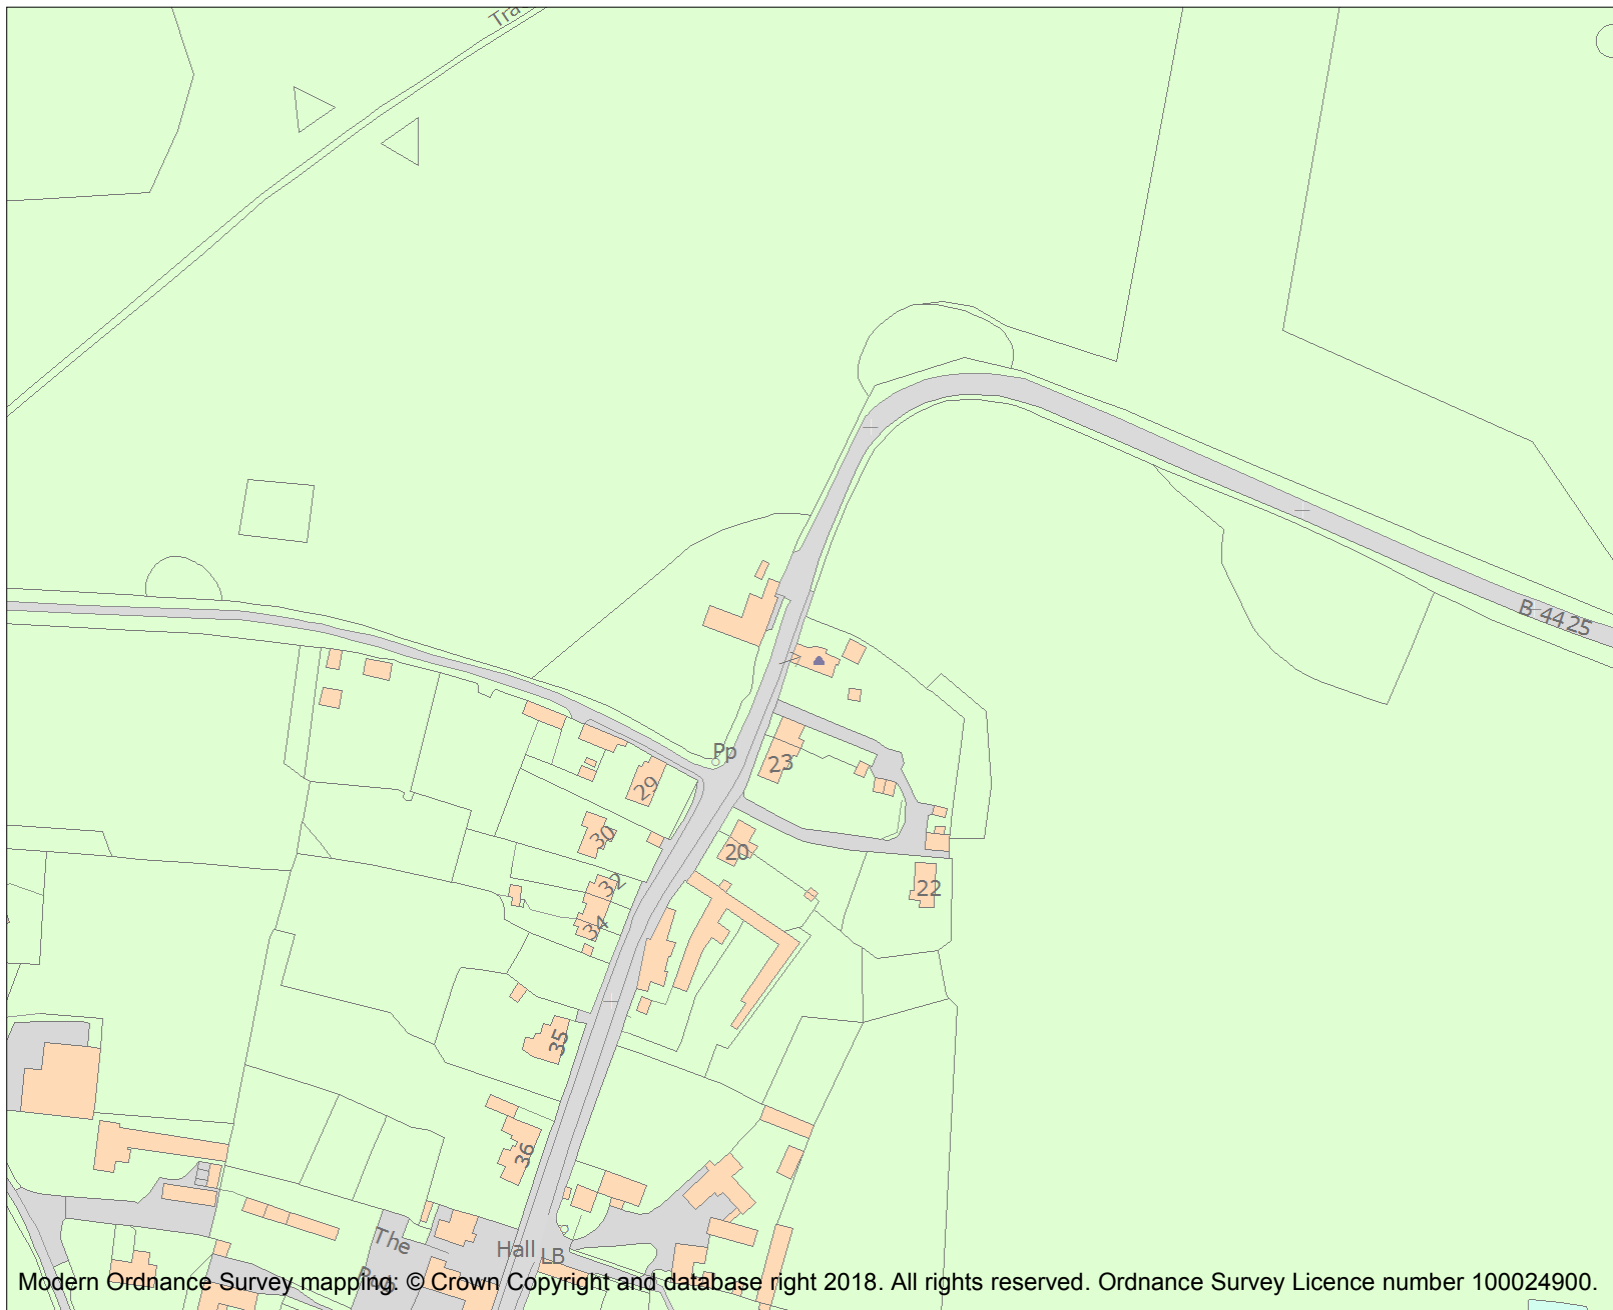 Tra
B 4425
Pp
23
29
30
20
32
22
34
35
36
The
Hall
LB
Modern Ordnance Survey mapping: © Crown Copyright and database right 2018. All rights reserved. Ordnance Survey Licence number 100024900.